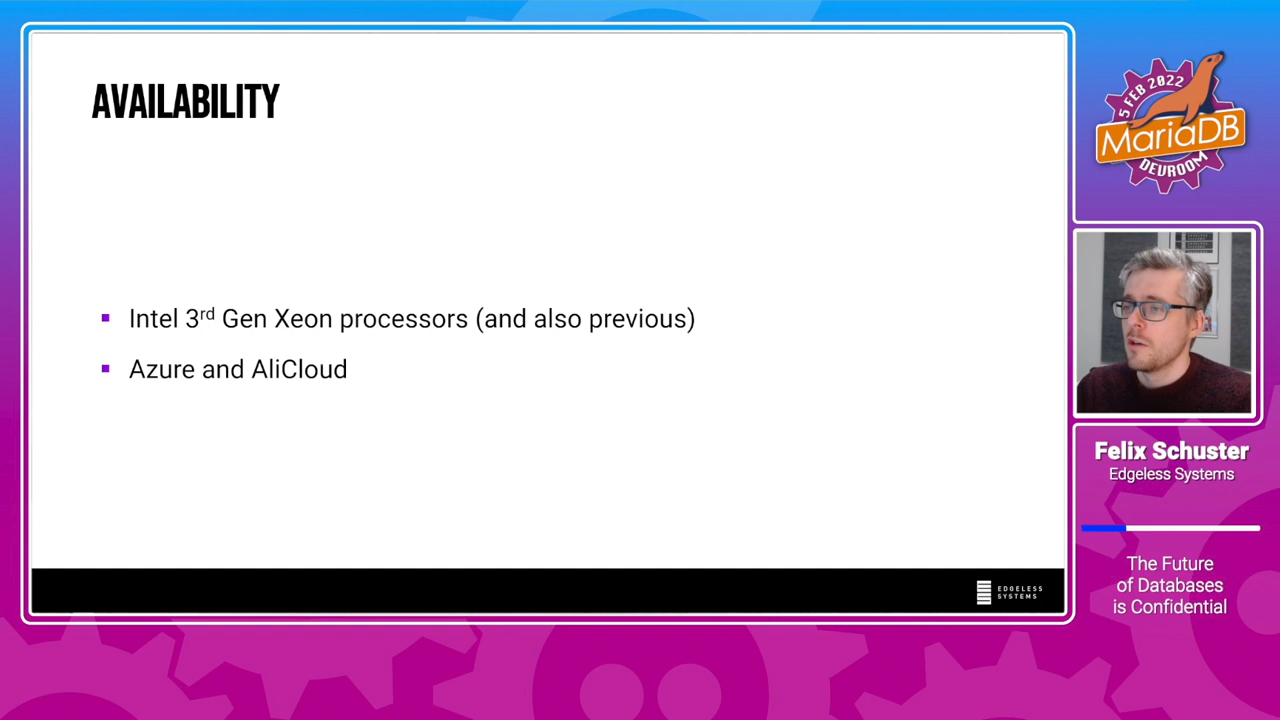 AVAILABILITY
Intel 3rd Gen Xeon processors (and also previous)
Azure and AliCloud
EDGELESS
SYSTEMS
5 FEB 2022
MariaDB
DEVROOM
Felix Schuster
Edgeless Systems
The Future
of Databases
is Confidential